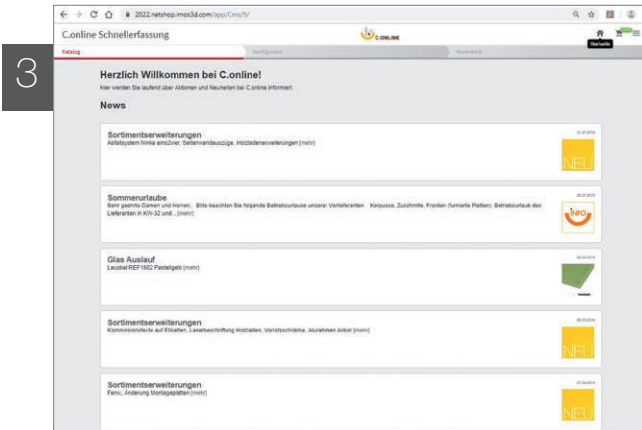 3
2022.netshop.imos3d.com/app/Cms/9/
C.online Schnellerfassung
C.ONLINE
Startseite
Katalog
Konfigurator
Warenkorb
Herzlich Willkommen bei C.online!
Hier werden Sie laufend über Aktionen und Neuheiten bei C.online informiert.
News
Sortimentserweiterungen
Abfallsystem Ninka eins2vier, Seitenwandauszüge, Holzladenerweiterungen [mehr]
NEU
Sommerurlaube
Sehr geehrte Damen und Herren, Bitte beachten Sie folgende Betriebsurlaube unserer Vorlieferanten Korpusse, Zuschnitte, Fronten (furnierte Platten): Betriebsurlaub des
Lieferanten in KW-32 und... [mehr]
INFO
Glas Auslauf
Lacobel REF1602 Pastellgelb [mehr]
Sortimentserweiterungen
Kommissionstexte auf Etiketten, Laserbeschriftung Holzladen, Vorratsschränke, Alurahmen Ankor [mehr]
NEU
Sortimentserweiterungen
Fenix, Änderung Montageplatten [mehr]
NEU